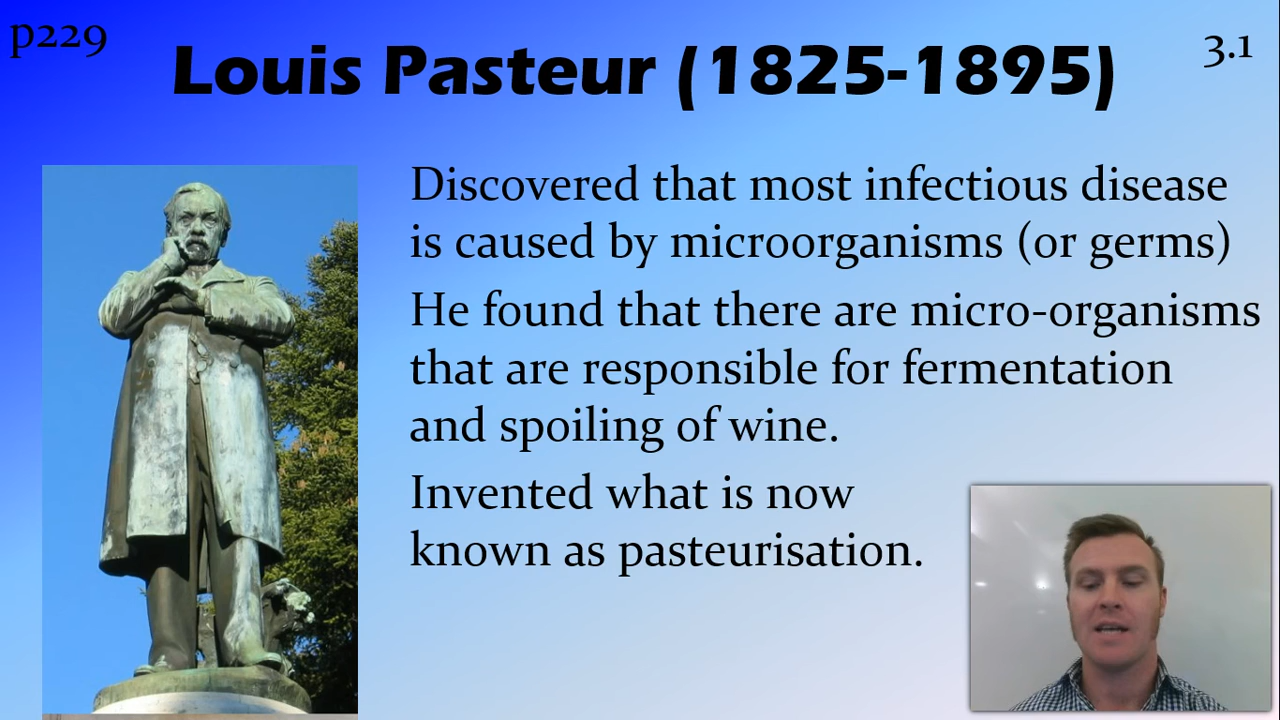 p229
Louis Pasteur (1825-1895)
3.1
Discovered that most infectious disease
is caused by microorganisms (or germs)
He found that there are micro-organisms
that are responsible for fermentation
and spoiling of wine.
Invented what is now
known as pasteurisation.